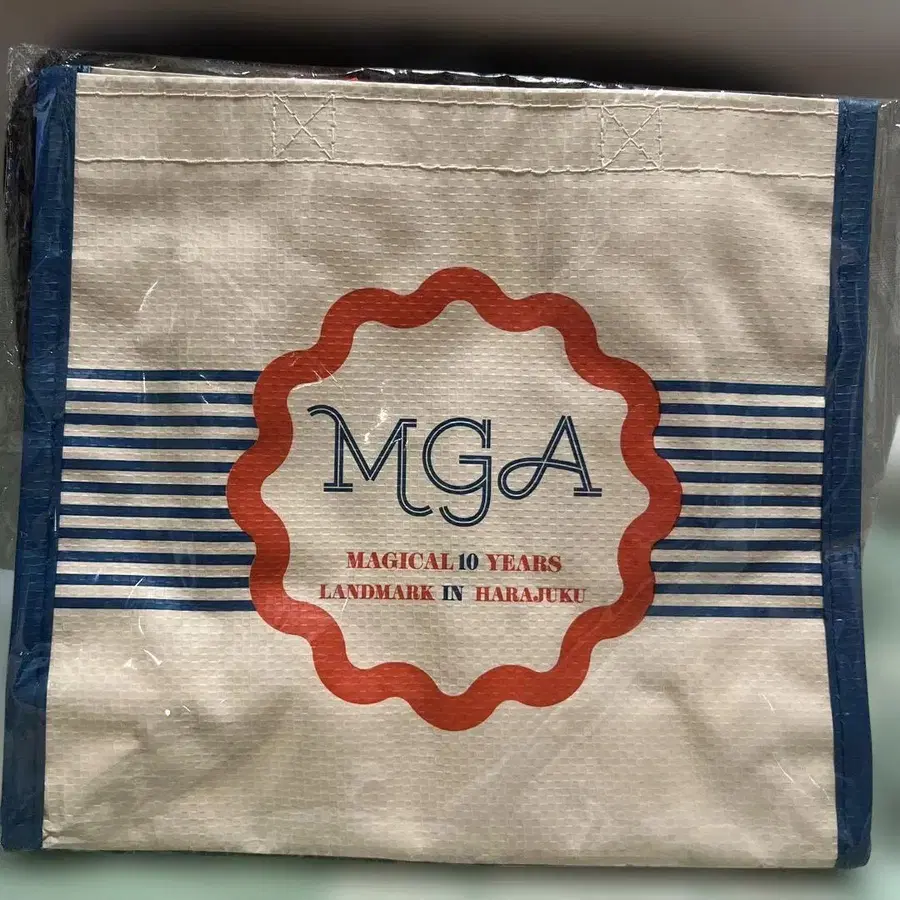 MGA
MAGICAL 10 YEARS
LANDMARK IN HARAJUKU